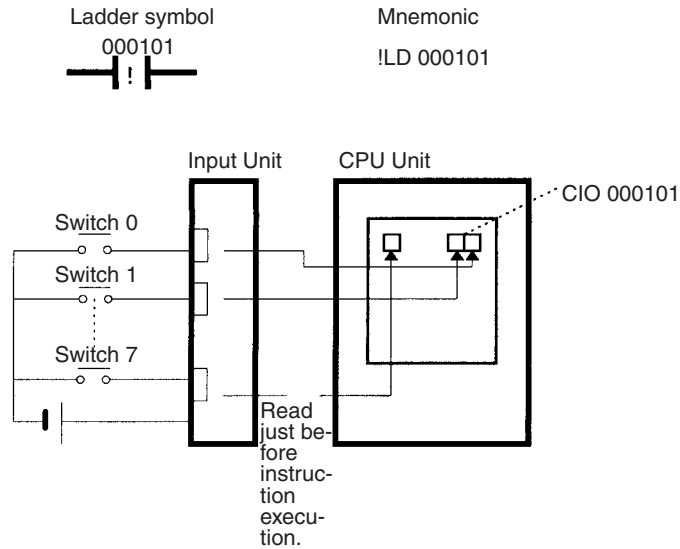 Ladder symbol
Mnemonic
000101
!
!LD 000101
Input Unit
CPU Unit
CIO 000101
Switch 0
Switch 1
Switch 7
Read
just be-
fore
instruc-
tion
execu-
tion.